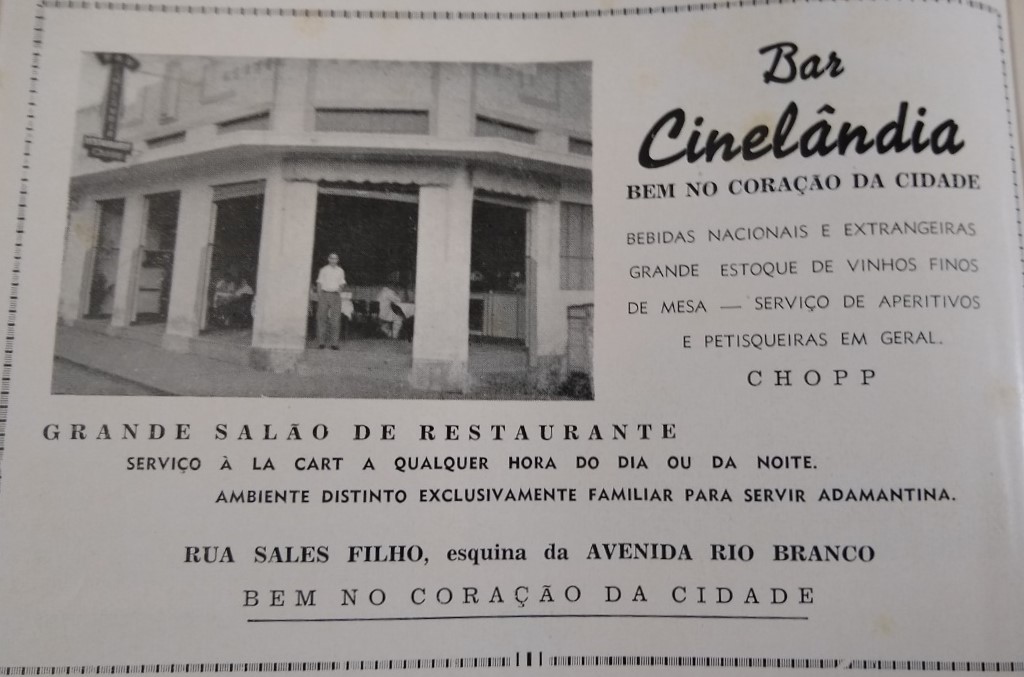 Bar
Cinelândia
BEM NO CORAÇÃO DA CIDADE
BEBIDAS NACIONAIS E EXTRANGEIRAS
GRANDE ESTOQUE DE VINHOS FINOS
DE MESA — SERVIÇO DE APERITIVOS
E PETISQUEIRAS EM GERAL.
CHOPP
GRANDE SALÃO DE RESTAURANTE
SERVIÇO À LA CART A QUALQUER HORA DO DIA OU DA NOITE.
AMBIENTE DISTINTO EXCLUSIVAMENTE FAMILIAR PARA SERVIR ADAMANTINA.
RUA SALES FILHO, esquina da AVENIDA RIO BRANCO
BEM NO CORAÇÃO DA CIDADE